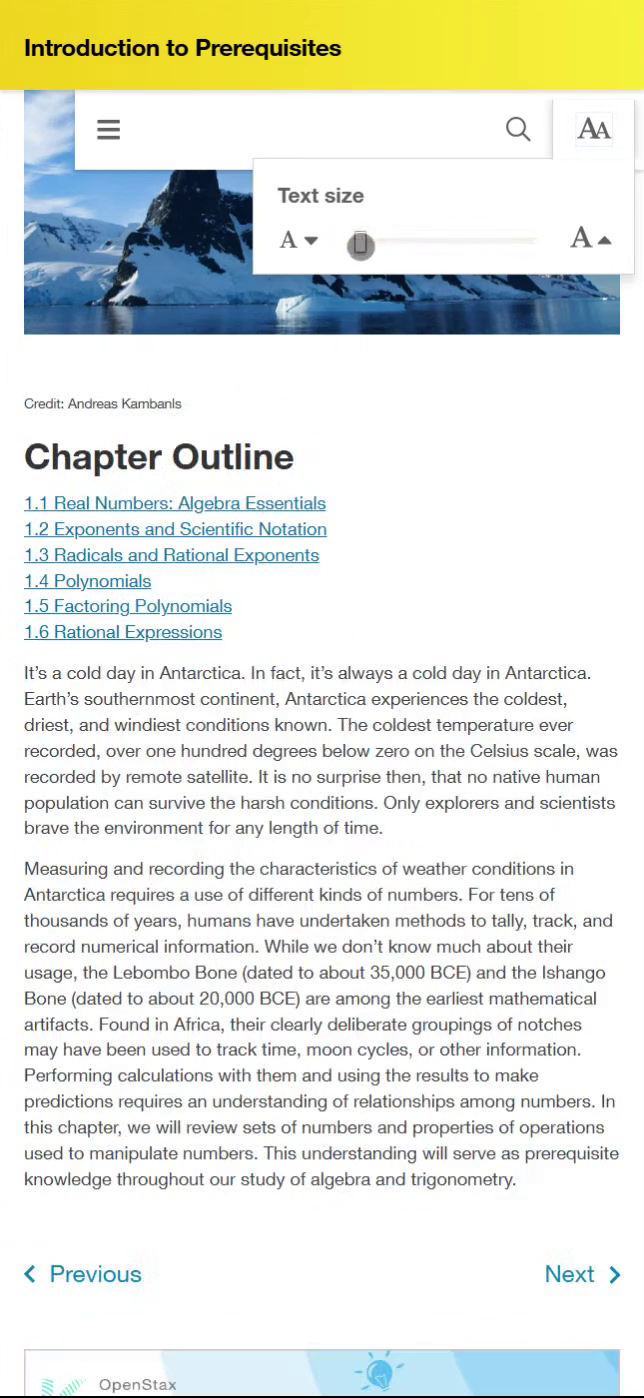 Introduction to Prerequisites
AA
Text size
A
A
Credit: Andreas Kambanls
Chapter Outline
1.1 Real Numbers: Algebra Essentials
1.2 Exponents and Scientific Notation
1.3 Radicals and Rational Exponents
1.4 Polynomials
1.5 Factoring Polynomials
1.6 Rational Expressions
It’s a cold day in Antarctica. In fact, it’s always a cold day in Antarctica.
Earth’s southernmost continent, Antarctica experiences the coldest,
driest, and windiest conditions known. The coldest temperature ever
recorded, over one hundred degrees below zero on the Celsius scale, was
recorded by remote satellite. It is no surprise then, that no native human
population can survive the harsh conditions. Only explorers and scientists
brave the environment for any length of time.
Measuring and recording the characteristics of weather conditions in
Antarctica requires a use of different kinds of numbers. For tens of
thousands of years, humans have undertaken methods to tally, track, and
record numerical information. While we don’t know much about their
usage, the Lebombo Bone (dated to about 35,000 BCE) and the Ishango
Bone (dated to about 20,000 BCE) are among the earliest mathematical
artifacts. Found in Africa, their clearly deliberate groupings of notches
may have been used to track time, moon cycles, or other information.
Performing calculations with them and using the results to make
predictions requires an understanding of relationships among numbers. In
this chapter, we will review sets of numbers and properties of operations
used to manipulate numbers. This understanding will serve as prerequisite
knowledge throughout our study of algebra and trigonometry.
Previous
Next
OpenStax